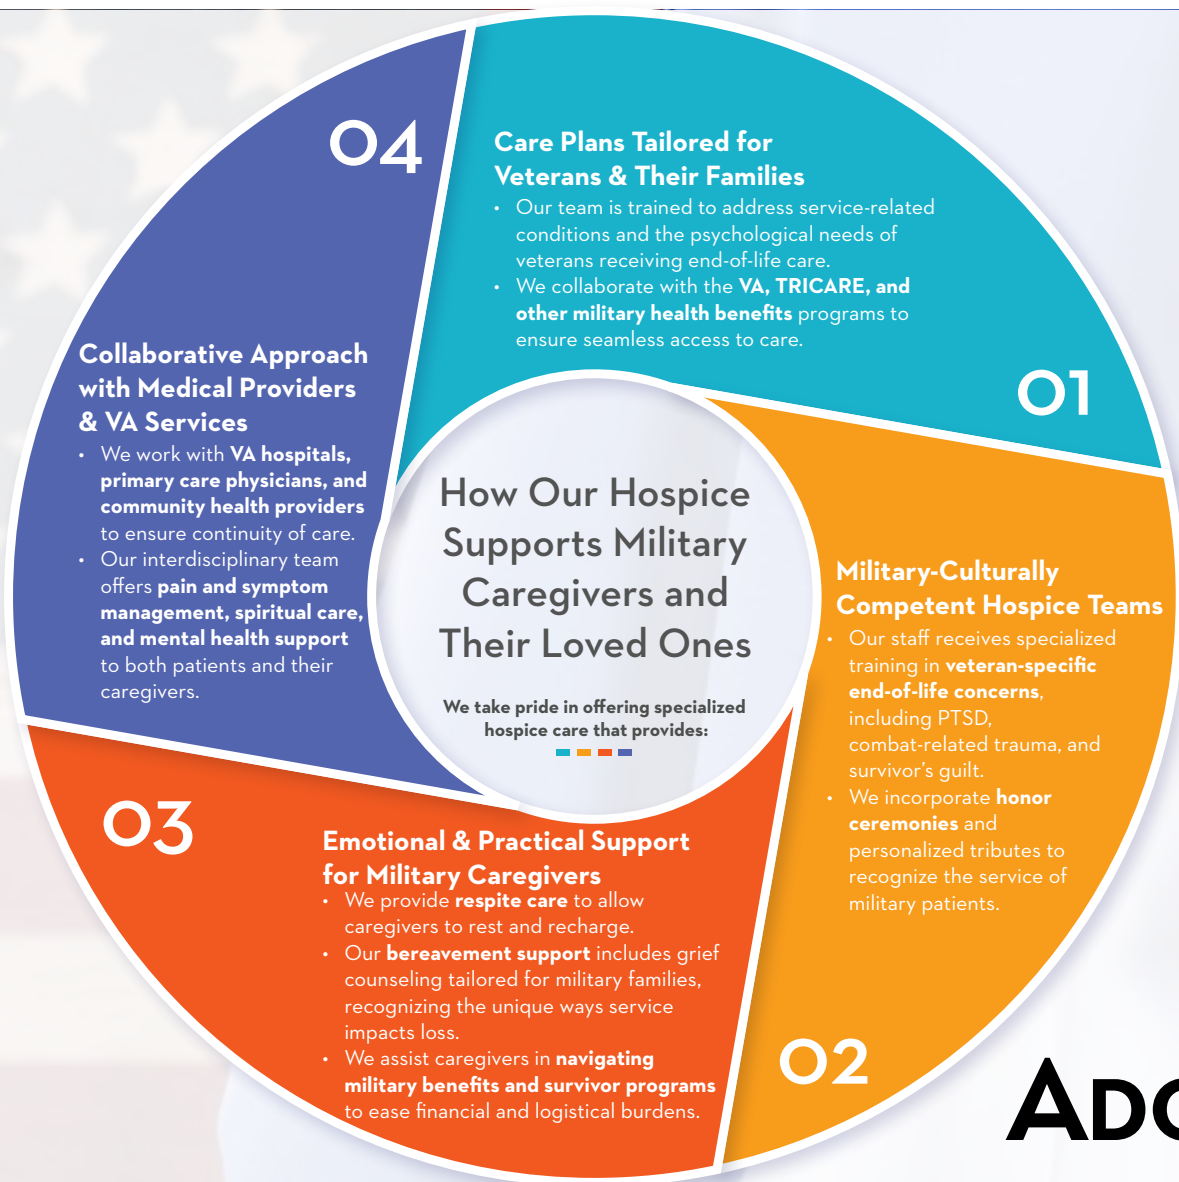 How Our Hospice
Supports Military
Caregivers and
Their Loved Ones
We take pride in offering specialized
hospice care that provides:
Care Plans Tailored for
Veterans & Their Families
• Our team is trained to address service-related
conditions and the psychological needs of
veterans receiving end-of-life care.
• We collaborate with the VA, TRICARE, and
other military health benefits programs to
ensure seamless access to care.
01
Military-Culturally
Competent Hospice Teams
• Our staff receives specialized
training in veteran-specific
end-of-life concerns,
including PTSD,
combat-related trauma, and
survivor's guilt.
• We incorporate honor
ceremonies and
personalized tributes to
recognize the service of
military patients.
02
03
Emotional & Practical Support
for Military Caregivers
• We provide respite care to allow
caregivers to rest and recharge.
• Our bereavement support includes grief
counseling tailored for military families,
recognizing the unique ways service
impacts loss.
• We assist caregivers in navigating
military benefits and survivor programs
to ease financial and logistical burdens.
04
Collaborative Approach
with Medical Providers
& VA Services
• We work with VA hospitals,
primary care physicians, and
community health providers
to ensure continuity of care.
• Our interdisciplinary team
offers pain and symptom
management, spiritual care,
and mental health support
to both patients and their
caregivers.